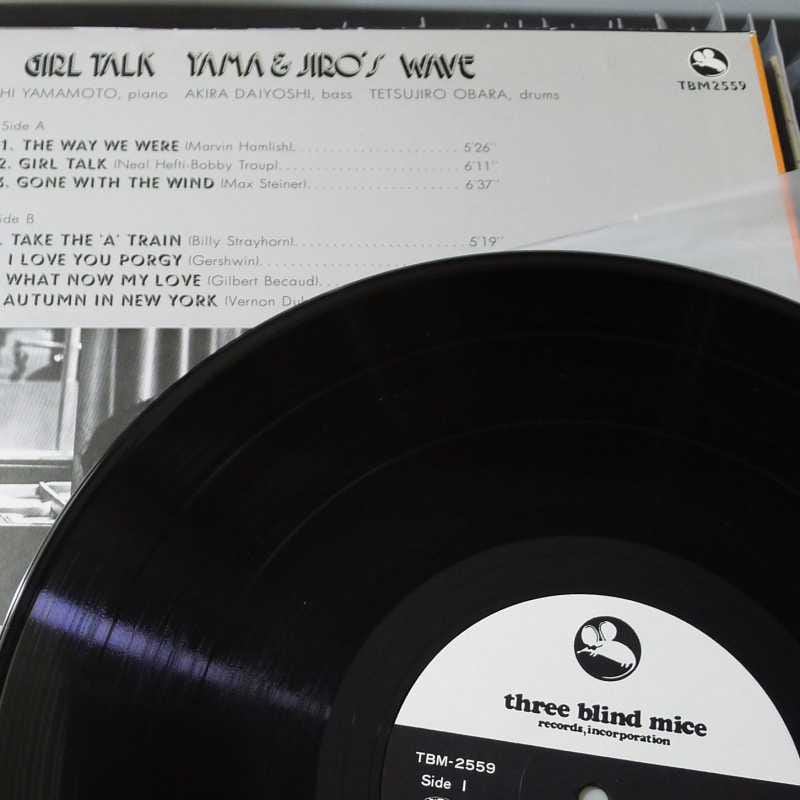 GIRL TALK YAMA & JIRO'S WAVE
TBM2559
HI YAMAMOTO, piano AKIRA DAIYOSHI, bass TETSUJIRO OBARA, drums
Side A
1. THE WAY WE WERE (Marvin Hamlish). 5'26"
2. GIRL TALK (Neal Hefti-Bobby Troup). 6'11"
3. GONE WITH THE WIND (Max Steiner). 6'37"
ide B
. TAKE THE 'A' TRAIN (Billy Strayhorn). 5'19"
I LOVE YOU PORGY (Gershwin).
WHAT NOW MY LOVE (Gilbert Becaud).
AUTUMN IN NEW YORK (Vernon Du
three blind mice
records, incorporation
TBM-2559
Side 1